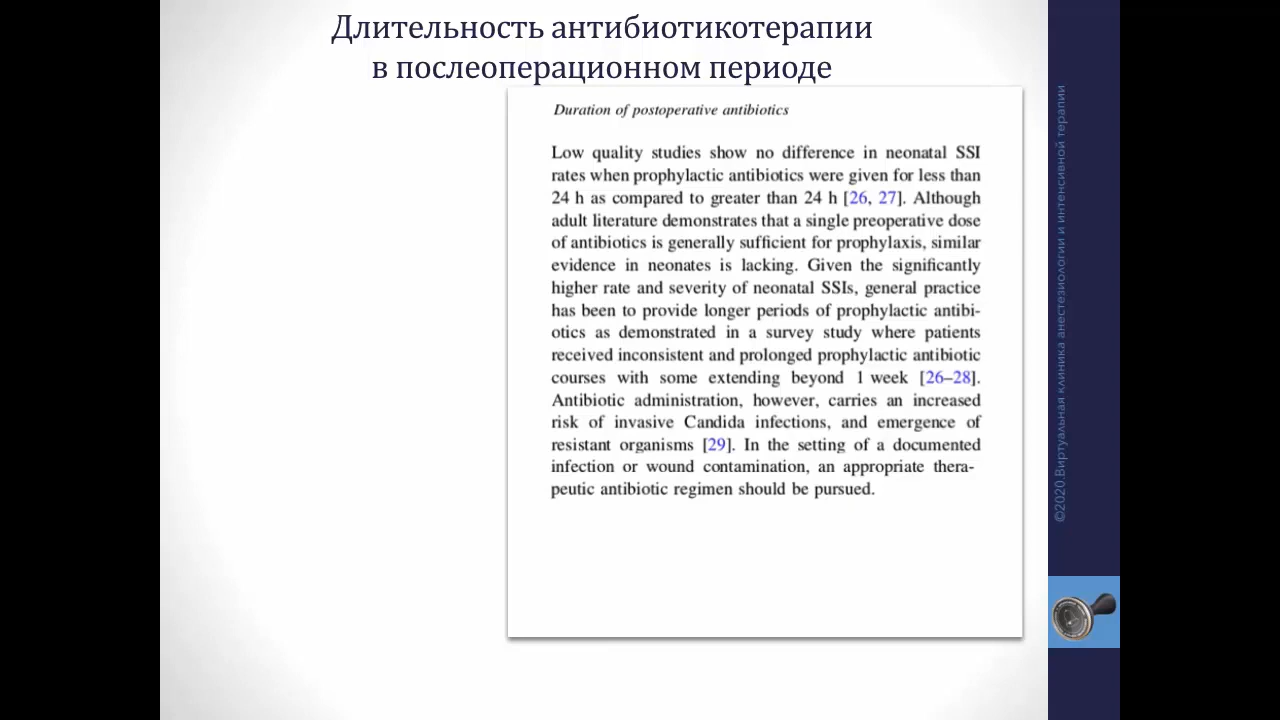 Длительность антибиотикотерапии
в послеоперационном периоде
Duration of postoperative antibiotics
Low quality studies show no difference in neonatal SSI
rates when prophylactic antibiotics were given for less than
24 h as compared to greater than 24 h [26, 27]. Although
adult literature demonstrates that a single preoperative dose
of antibiotics is generally sufficient for prophylaxis, similar
evidence in neonates is lacking. Given the significantly
higher rate and severity of neonatal SSIs, general practice
has been to provide longer periods of prophylactic antibi-
otics as demonstrated in a survey study where patients
received inconsistent and prolonged prophylactic antibiotic
courses with some extending beyond 1 week [26–28].
Antibiotic administration, however, carries an increased
risk of invasive Candida infections, and emergence of
resistant organisms [29]. In the setting of a documented
infection or wound contamination, an appropriate thera-
peutic antibiotic regimen should be pursued.
©2020.Виртуальная клиника анестезиологии и интенсивной терапии